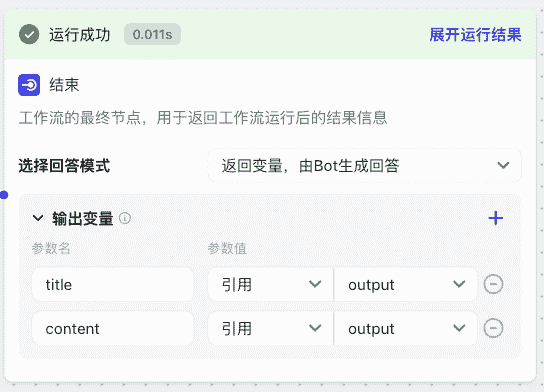 运行成功 0.011s 展开运行结果
结束
工作流的最终节点，用于返回工作流运行后的结果信息
选择回答模式 返回变量，由Bot生成回答
输出变量
参数名 参数值
title 引用 output
content 引用 output